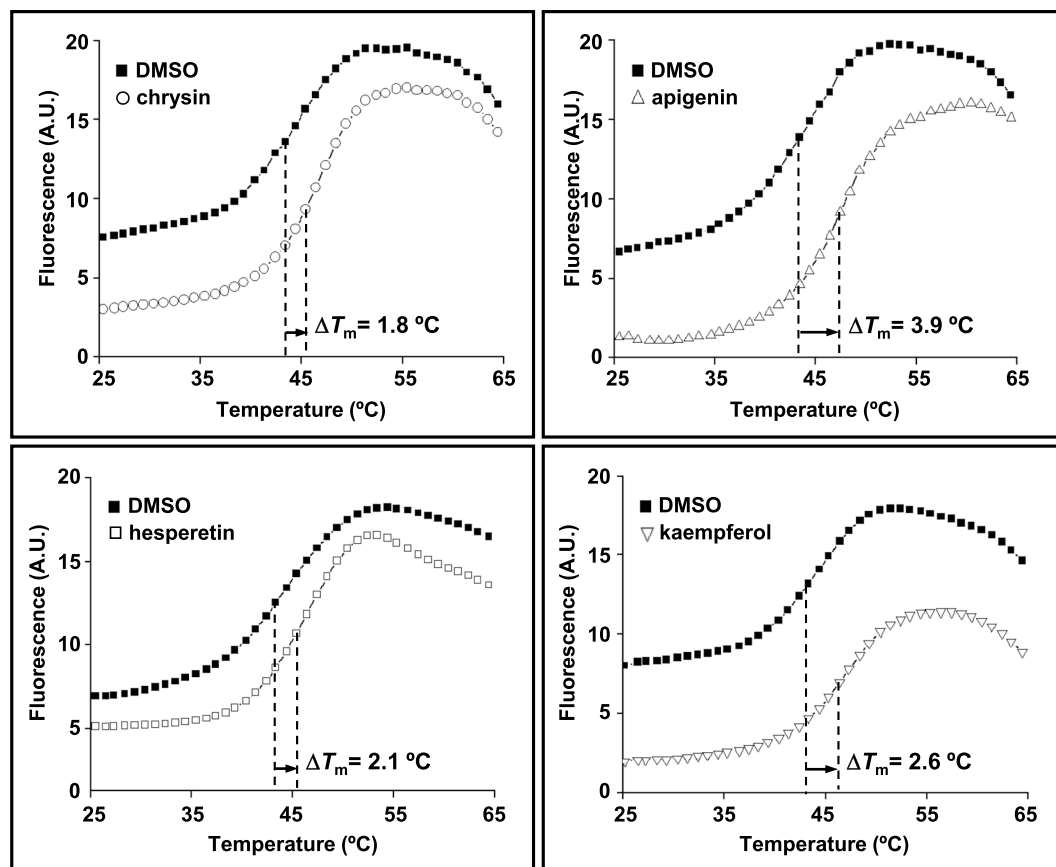 20
15
10
5
0
Fluorescence (A.U.)
■ DMSO
○ chrysin
ΔTm= 1.8 ºC
25 35 45 55 65
Temperature (ºC)
20
15
10
5
0
Fluorescence (A.U.)
■ DMSO
△ apigenin
ΔTm= 3.9 ºC
25 35 45 55 65
Temperature (ºC)
20
15
10
5
0
Fluorescence (A.U.)
■ DMSO
□ hesperetin
ΔTm= 2.1 ºC
25 35 45 55 65
Temperature (ºC)
20
15
10
5
0
Fluorescence (A.U.)
■ DMSO
▽ kaempferol
ΔTm= 2.6 ºC
25 35 45 55 65
Temperature (ºC)